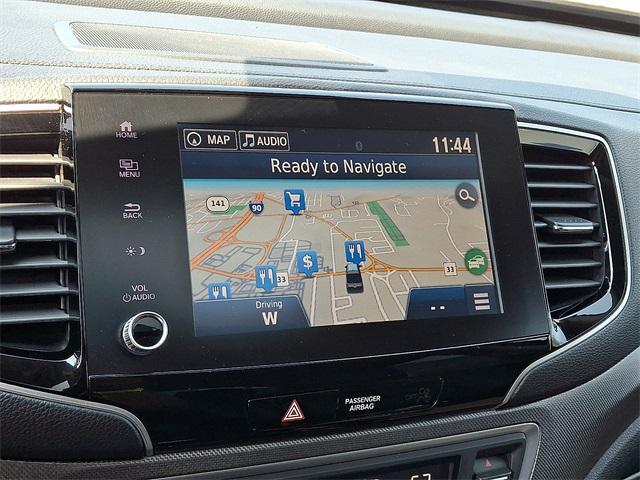 MAP
AUDIO
11:44
Ready to Navigate
HOME
MENU
BACK
VOL
AUDIO
141
90
$
33
33
Driving
W
--
PASSENGER
AIRBAG
OFF